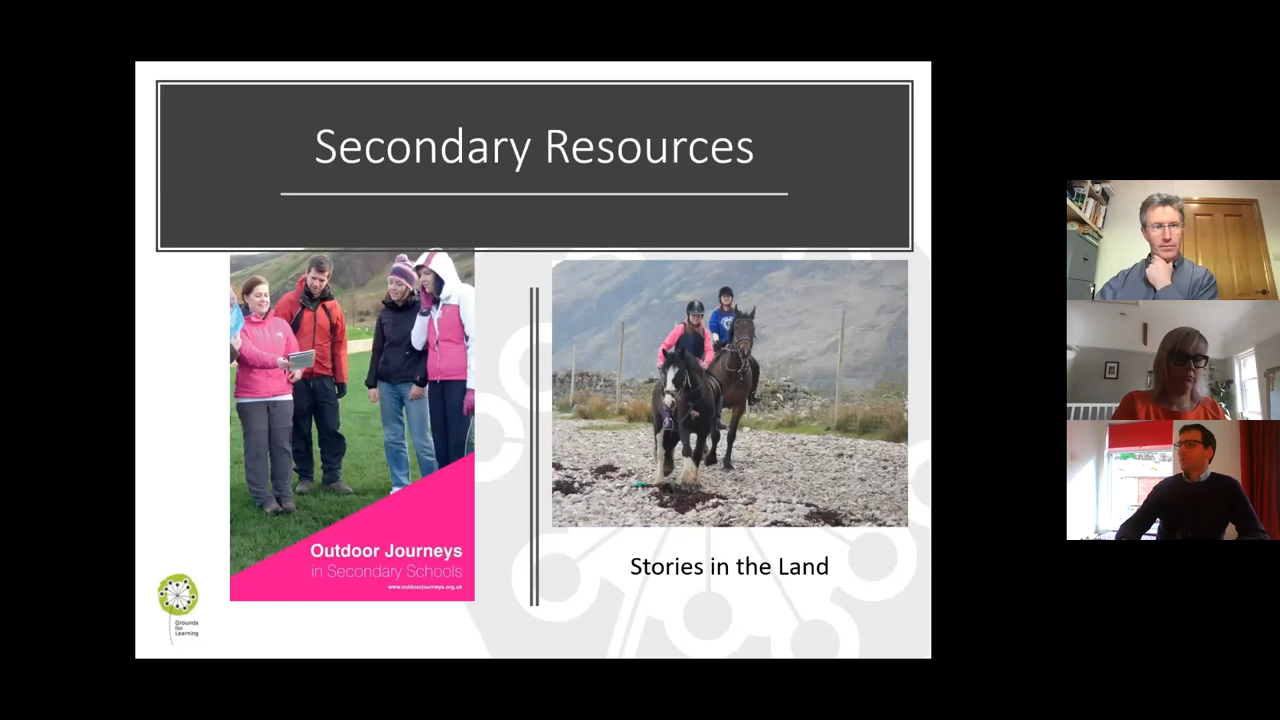 Secondary Resources
Outdoor Journeys
in Secondary Schools
www.outdoorjourneys.org.uk
Stories in the Land
Grounds
for
Learning